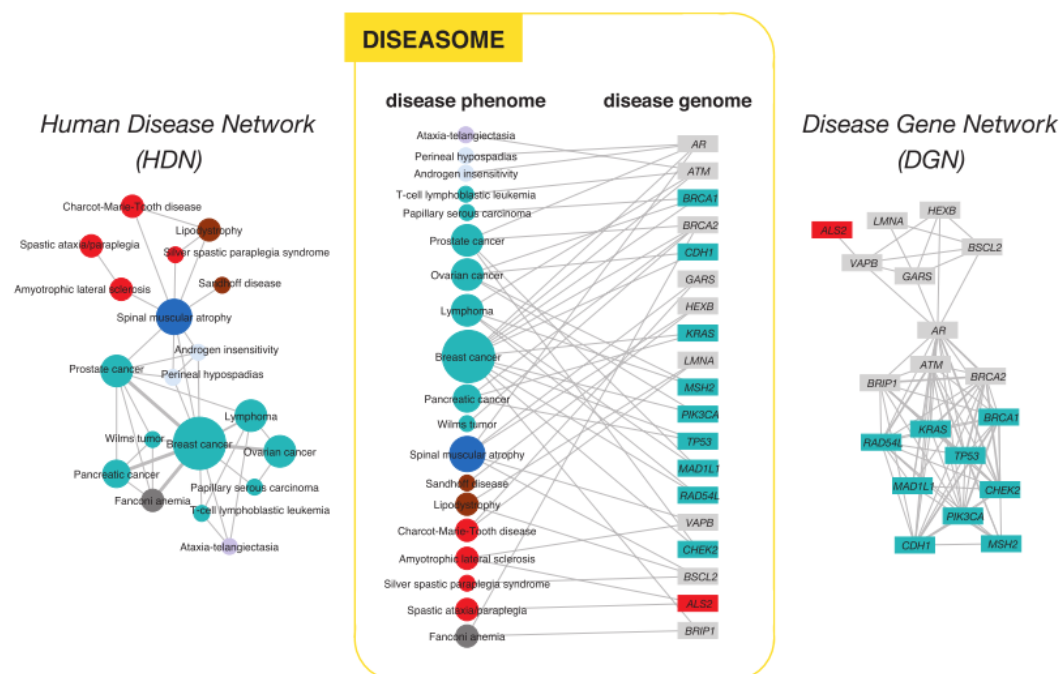 DISEASOME
Human Disease Network
(HDN)
Charcot-Marie-Tooth disease
Lipodystrophy
Spastic ataxia/paraplegia
Silver spastic paraplegia syndrome
Amyotrophic lateral sclerosis
Sandhoff disease
Spinal muscular atrophy
Androgen insensitivity
Prostate cancer
Perineal hypospadias
Lymphoma
Wilms tumor
Breast cancer
Ovarian cancer
Pancreatic cancer
Papillary serous carcinoma
Fanconi anemia
T-cell lymphoblastic leukemia
Ataxia-telangiectasia
disease phenome
Ataxia-telengiectasia
Perineal hypospadias
Androgen insensitivity
T-cell lymphoblastic leukemia
Papillary serous carcinoma
Prostate cancer
Ovarian cancer
Lymphoma
Breast cancer
Pancreatic cancer
Wilms tumor
Spinal muscular atrophy
Sandhoff disease
Lipodystrophy
Charcot-Marie-Tooth disease
Amyotrophic lateral sclerosis
Silver spastic paraplegia syndrome
Spastic ataxia/paraplegia
Fanconi anemia
disease genome
AR
ATM
BRCA1
BRCA2
CDH1
GARS
HEXB
KRAS
LMNA
MSH2
PIK3CA
TP53
MAD1L1
RAD54L
VAPB
CHEK2
BSCL2
ALS2
BRIP1
Disease Gene Network
(DGN)
HEXB
LMNA
ALS2
BSCL2
VAPB
GARS
AR
ATM
BRIP1
BRCA2
BRCA1
KRAS
RAD54L
TP53
MAD1L1
CHEK2
PIK3CA
CDH1
MSH2